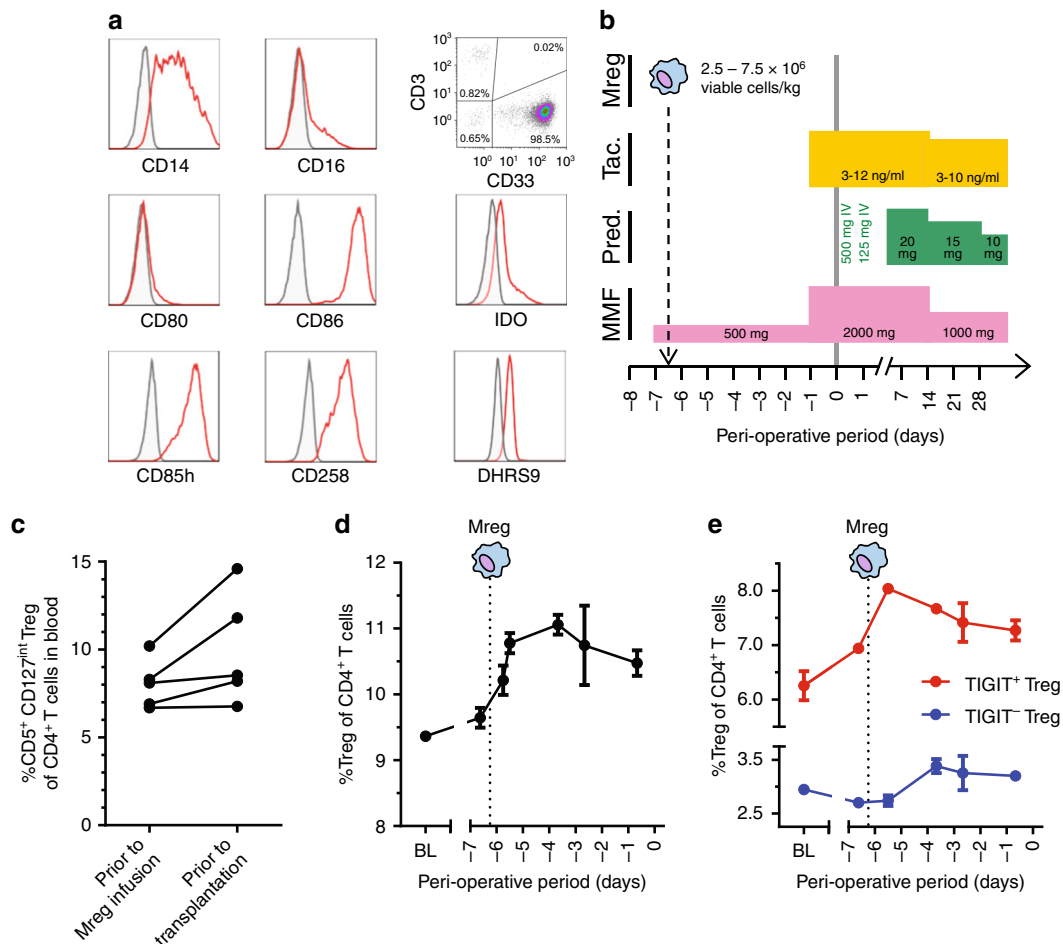 a
CD14
CD16
CD3
10³
10²
10¹
10⁰
0.02%
0.82%
0.65%
98.5%
10⁰ 10¹ 10² 10³
CD33
CD80
CD86
IDO
CD85h
CD258
DHRS9
b
Mreg
2.5 – 7.5 × 10⁶
viable cells/kg
Tac.
3-12 ng/ml
3-10 ng/ml
Pred.
500 mg IV
125 mg IV
20
mg
15
mg
10
mg
MMF
500 mg
2000 mg
1000 mg
−8 −7 −6 −5 −4 −3 −2 −1 0 1 7 14 21 28
Peri-operative period (days)
c
%CD5⁺ CD127ⁱⁿᵗ Treg
of CD4⁺ T cells in blood
15
10
5
0
Prior to
Mreg infusion
Prior to
transplantation
d
Mreg
%Treg of CD4⁺ T cells
12
11
10
9
8
BL −7 −6 −5 −4 −3 −2 −1 0
Peri-operative period (days)
e
Mreg
%Treg of CD4⁺ T cells
8.0
7.0
6.0
3.5
2.5
TIGIT⁺ Treg
TIGIT⁻ Treg
BL −7 −6 −5 −4 −3 −2 −1 0
Peri-operative period (days)